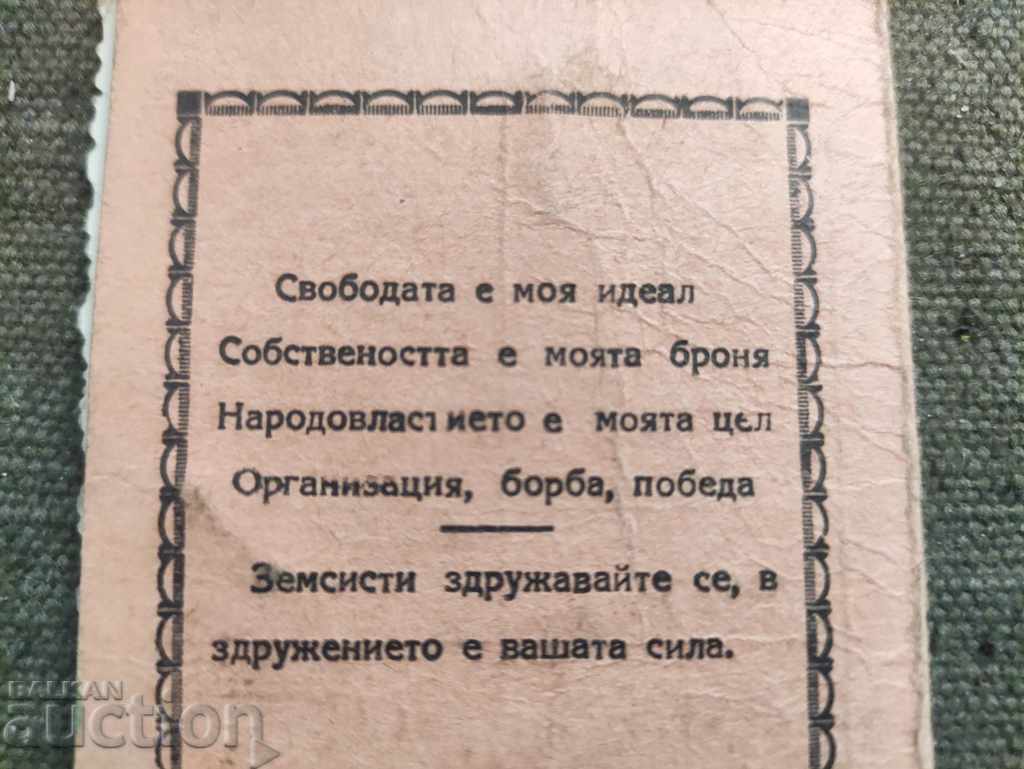 Свободата е моя идеал
Собствеността е моята броня
Народовластието е моята цел
Организация, борба, победа
Земсисти здружавайте се, в
здружението е вашата сила.
BALKAN
auction